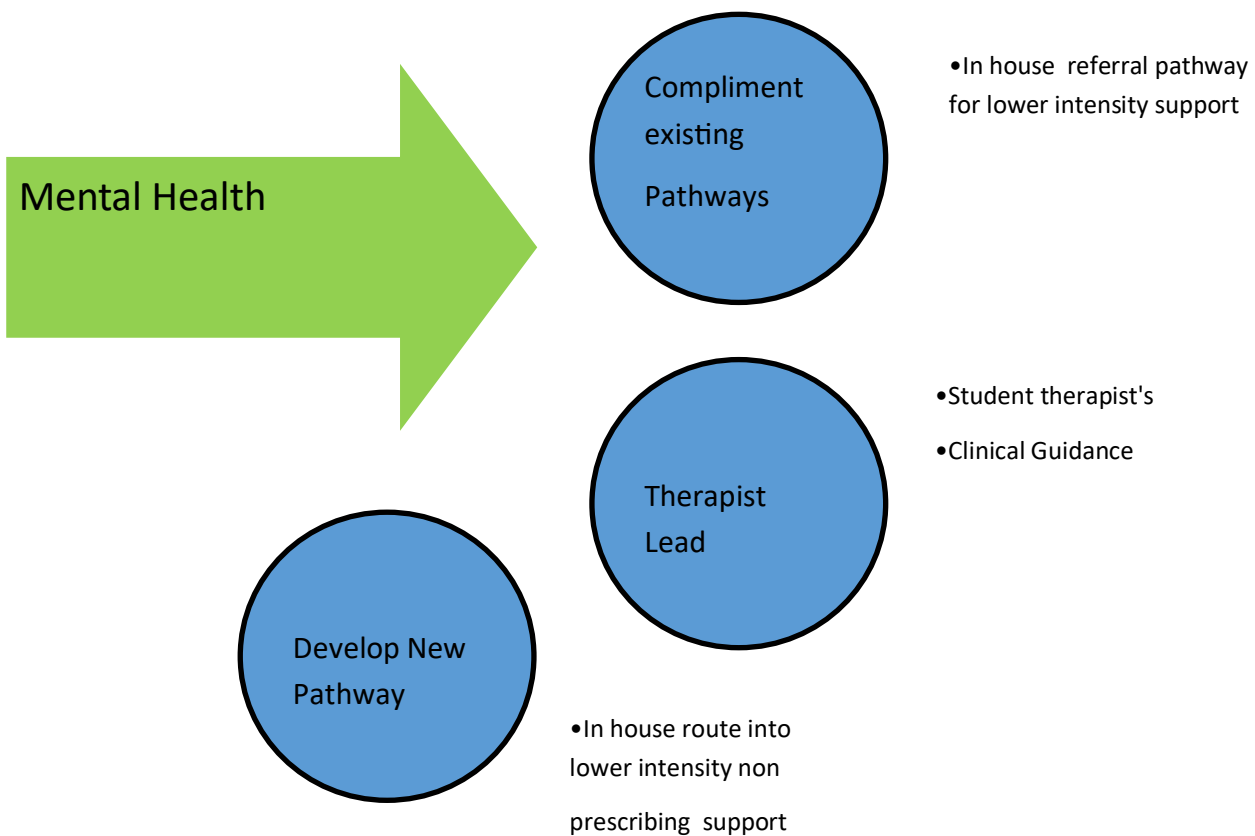 Mental Health
Compliment
existing
Pathways
•In house referral pathway
for lower intensity support
Therapist
Lead
•Student therapist's
•Clinical Guidance
Develop New
Pathway
•In house route into
lower intensity non
prescribing support